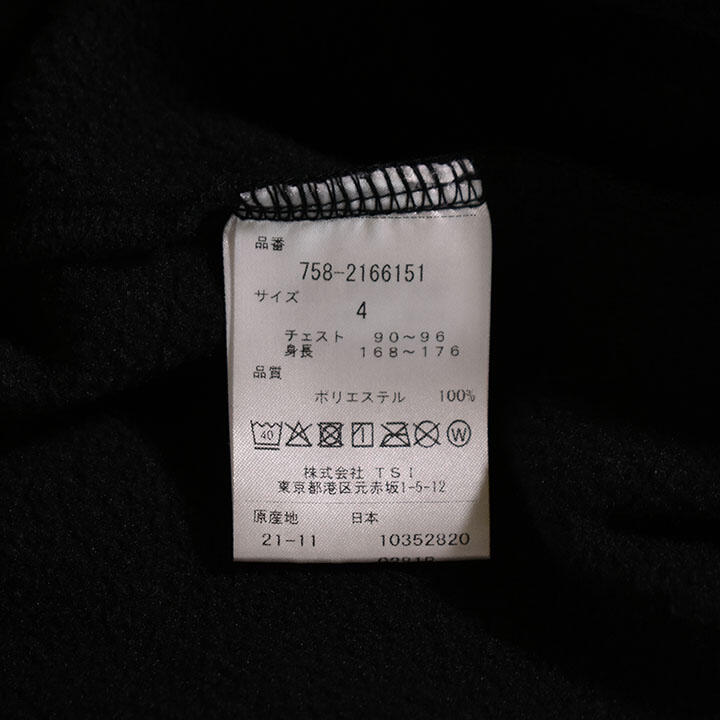 品番
758-2166151
サイズ
4
チェスト 90～96
身長 168～176
品質
ポリエステル 100%
40
株式会社 TSI
東京都港区元赤坂1-5-12
原産地 日本
21-11 10352820